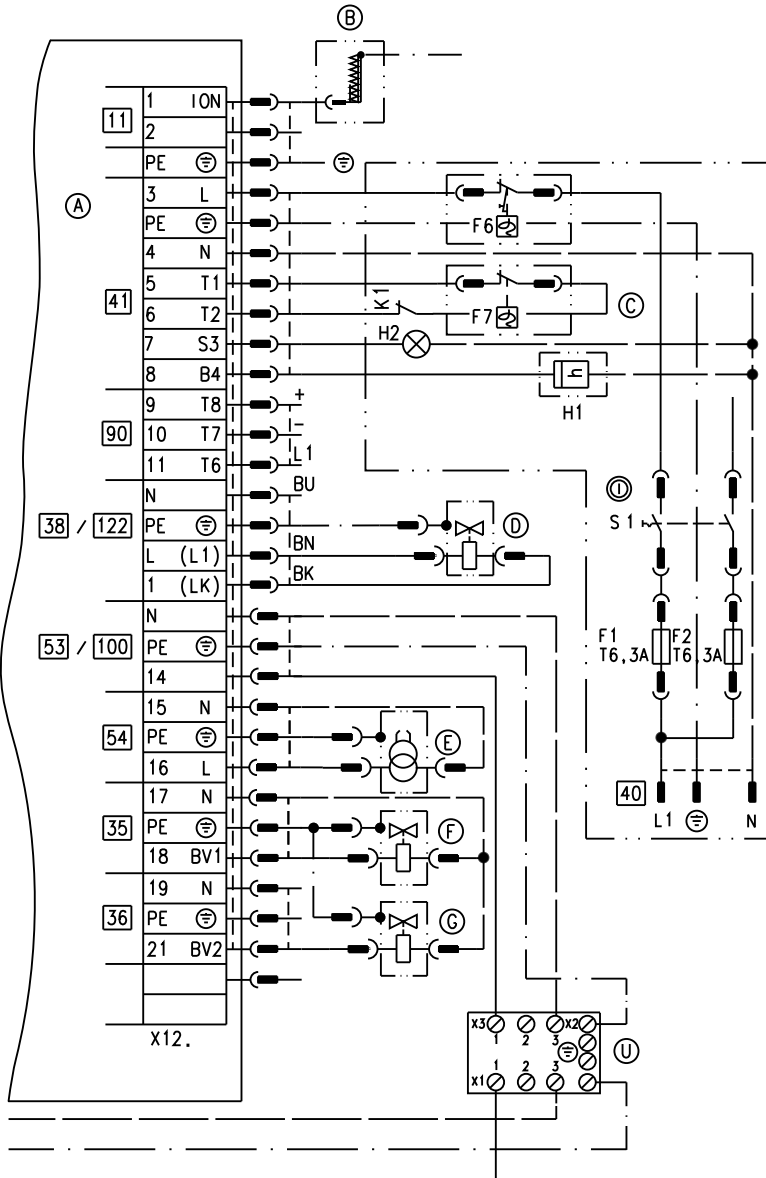 B
1 ION
11
2
PE
A
3 L
PE F6
4 N
5 T1
K1 C
41
6 T2 F7
H2
7 S3
8 B4
h
H1
9 T8 +
90
10 T7 -
11 T6 L1
N BU
I
38 / 122 PE D S1
L (L1) BN
1 (LK) BK
N
F1 F2
53 / 100 PE T6,3A T6,3A
14
15 N
54 PE E
16 L
17 N 40
L1 N
35 PE F
18 BV1
19 N
36 PE G
21 BV2
X12.
X3 X2
1 2 3
U
1 2 3
X1